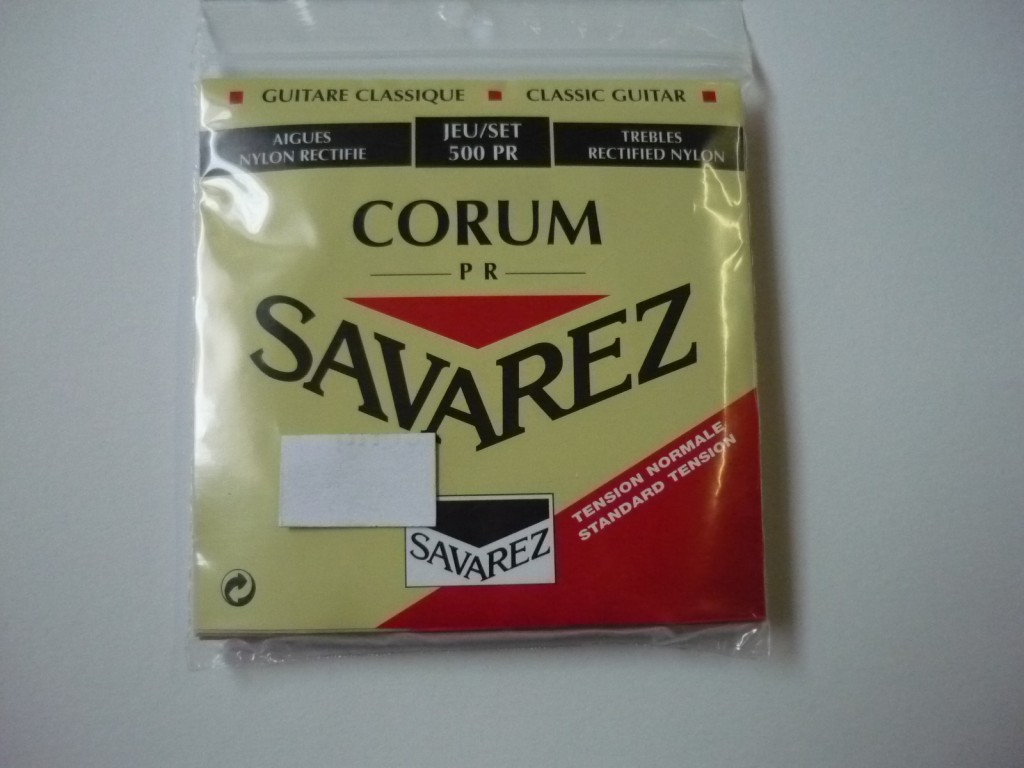 GUITARE CLASSIQUE CLASSIC GUITAR
AIGUES
NYLON RECTIFIE
JEU/SET
500 PR
TREBLES
RECTIFIED NYLON
CORUM
PR
SAVAREZ
TENSION NORMALE
STANDARD TENSION
SAVAREZ